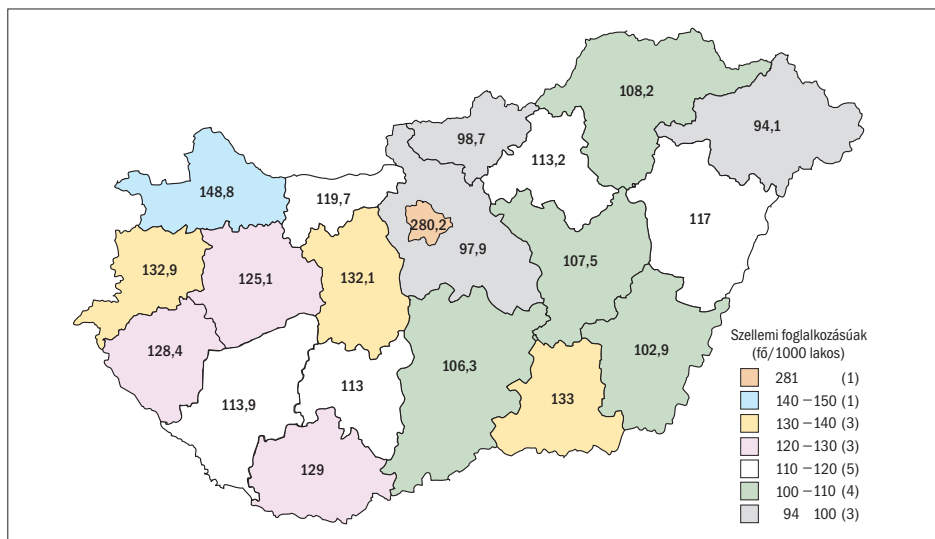 108,2
94,1
98,7
113,2
148,8
119,7
117
280,2
97,9
132,9
125,1
132,1
107,5
128,4
106,3
102,9
113
133
113,9
129
Szellemi foglalkozásúak
(fő/1000 lakos)
281 (1)
140 – 150 (1)
130 – 140 (3)
120 – 130 (3)
110 – 120 (5)
100 – 110 (4)
94 100 (3)